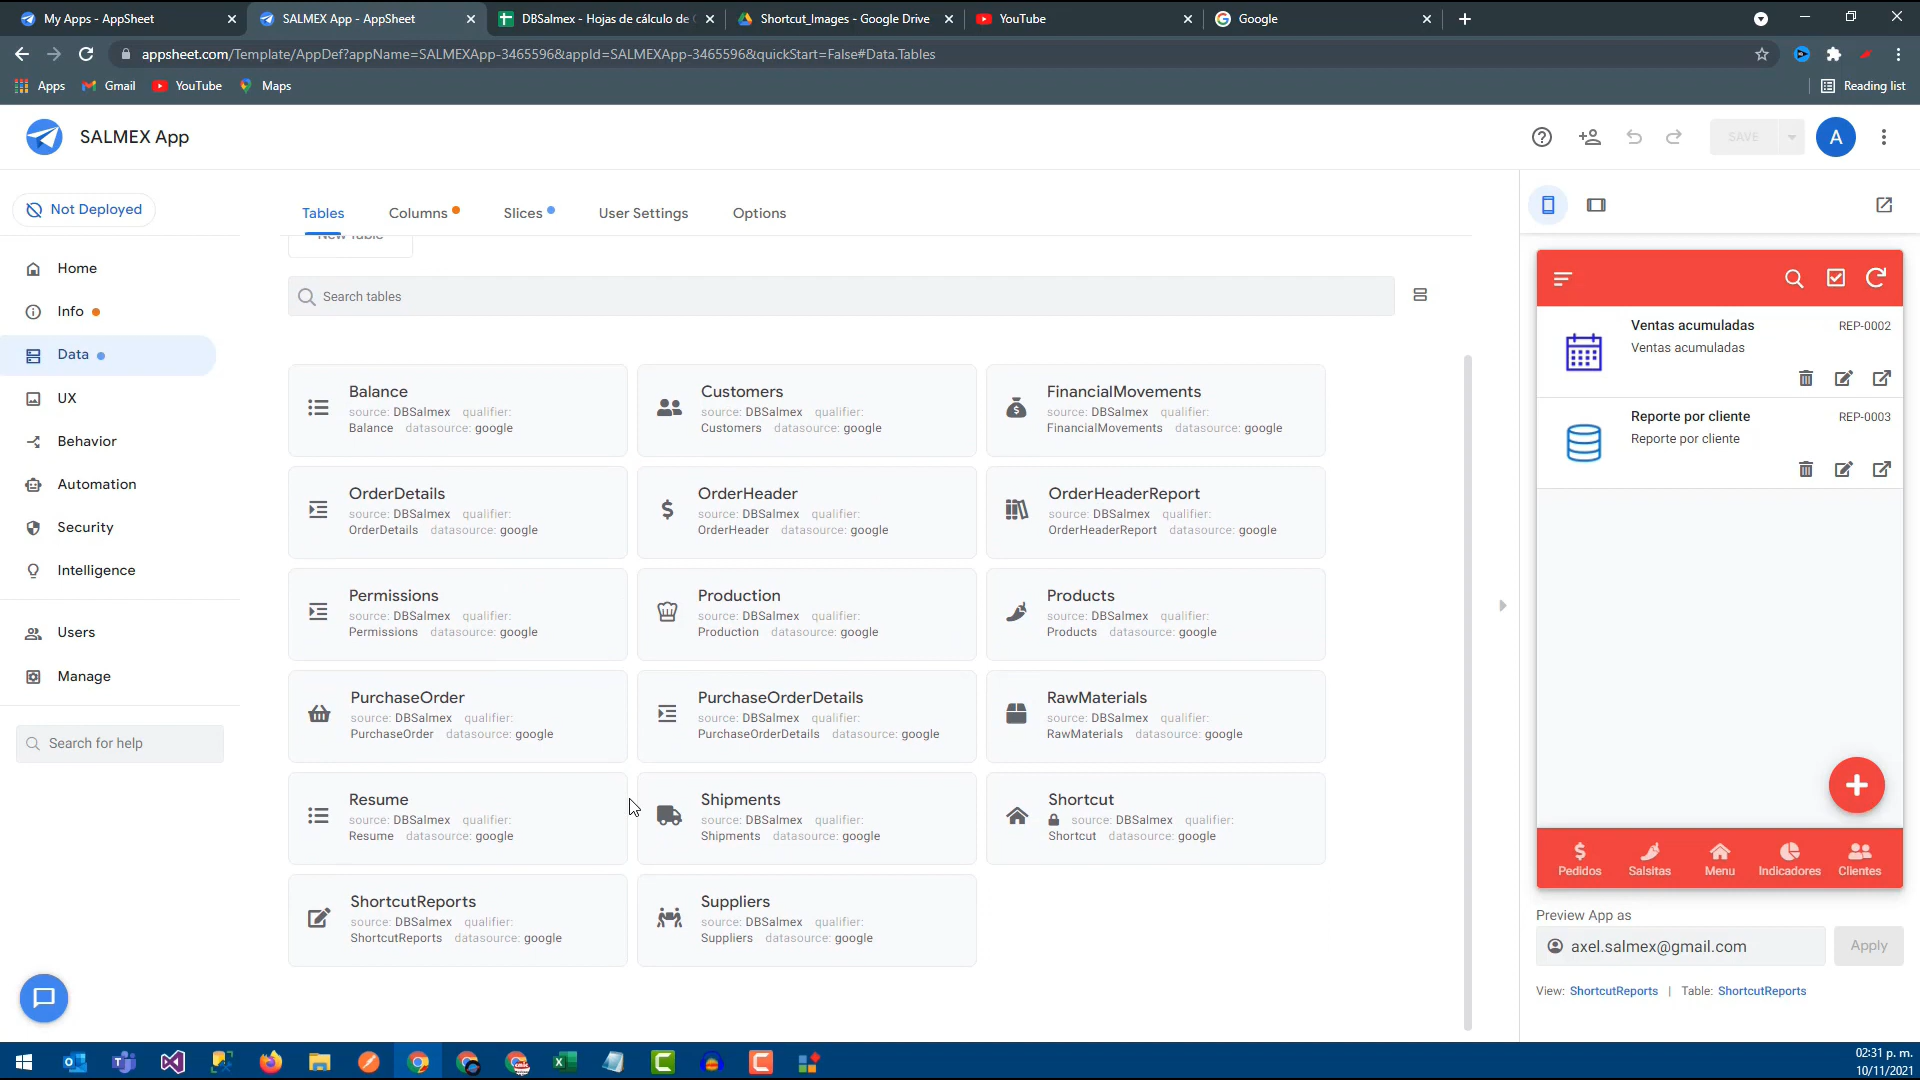 My Apps - AppSheet
SALMEX App - AppSheet
DBSalmex - Hojas de cálculo de
Shortcut_Images - Google Drive
YouTube
Google
appsheet.com/Template/AppDef?appName=SALMEXApp-3465596&appId=SALMEXApp-3465596&quickStart=False#Data.Tables
Apps
Gmail
YouTube
Maps
Reading list
SALMEX App
SAVE
A
Not Deployed
Home
Info
Data
UX
Behavior
Automation
Security
Intelligence
Users
Manage
Search for help
Tables
Columns
Slices
User Settings
Options
New Table
Search tables
Balance
source: DBSalmex qualifier:
Balance datasource: google
Customers
source: DBSalmex qualifier:
Customers datasource: google
FinancialMovements
source: DBSalmex qualifier:
FinancialMovements datasource: google
OrderDetails
source: DBSalmex qualifier:
OrderDetails datasource: google
OrderHeader
source: DBSalmex qualifier:
OrderHeader datasource: google
OrderHeaderReport
source: DBSalmex qualifier:
OrderHeaderReport datasource: google
Permissions
source: DBSalmex qualifier:
Permissions datasource: google
Production
source: DBSalmex qualifier:
Production datasource: google
Products
source: DBSalmex qualifier:
Products datasource: google
PurchaseOrder
source: DBSalmex qualifier:
PurchaseOrder datasource: google
PurchaseOrderDetails
source: DBSalmex qualifier:
PurchaseOrderDetails datasource: google
RawMaterials
source: DBSalmex qualifier:
RawMaterials datasource: google
Resume
source: DBSalmex qualifier:
Resume datasource: google
Shipments
source: DBSalmex qualifier:
Shipments datasource: google
Shortcut
source: DBSalmex qualifier:
Shortcut datasource: google
ShortcutReports
source: DBSalmex qualifier:
ShortcutReports datasource: google
Suppliers
source: DBSalmex qualifier:
Suppliers datasource: google
Ventas acumuladas
REP-0002
Ventas acumuladas
Reporte por cliente
REP-0003
Reporte por cliente
Pedidos
Salsitas
Menu
Indicadores
Clientes
Preview App as
axel.salmex@gmail.com
Apply
View: ShortcutReports | Table: ShortcutReports
02:31 p. m.
10/11/2021